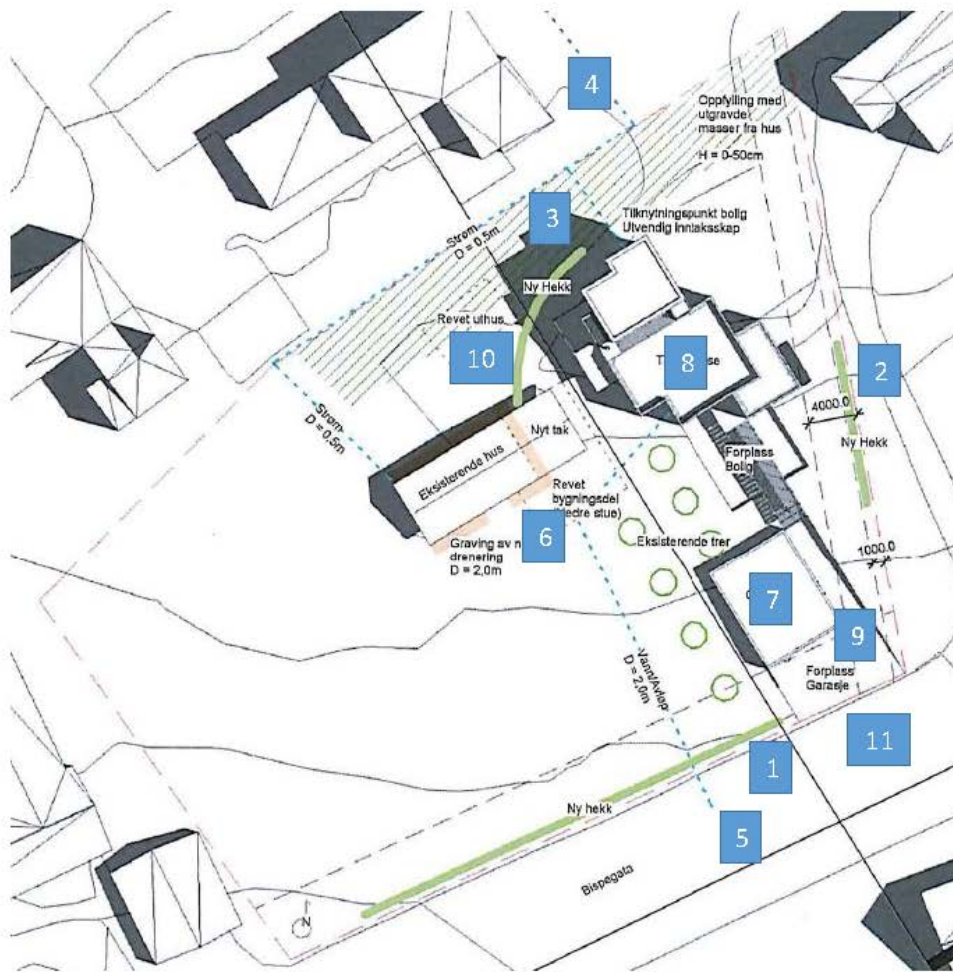 4
Oppfylling med
utgravde
masser fra hus
H = 0-50cm
3
Tilknytningspunkt bolig
Utvendig inntaksskap
Strøm
D = 0,5m
Ny Hekk
Revet uthus
10
8
2
4000.0
Ny Hekk
Strøm
D = 0,5m
Nyt tak
Eksisterende hus
Forplass
Bolig
Revet
bygningsdel
stue)
6
Graving av
drenering
D = 2,0m
Eksisterende trer
1000.0
7
9
Forplass
Garasje
Vann/Avløp
D = 2,0m
11
1
Ny hekk
5
Bispegata
N